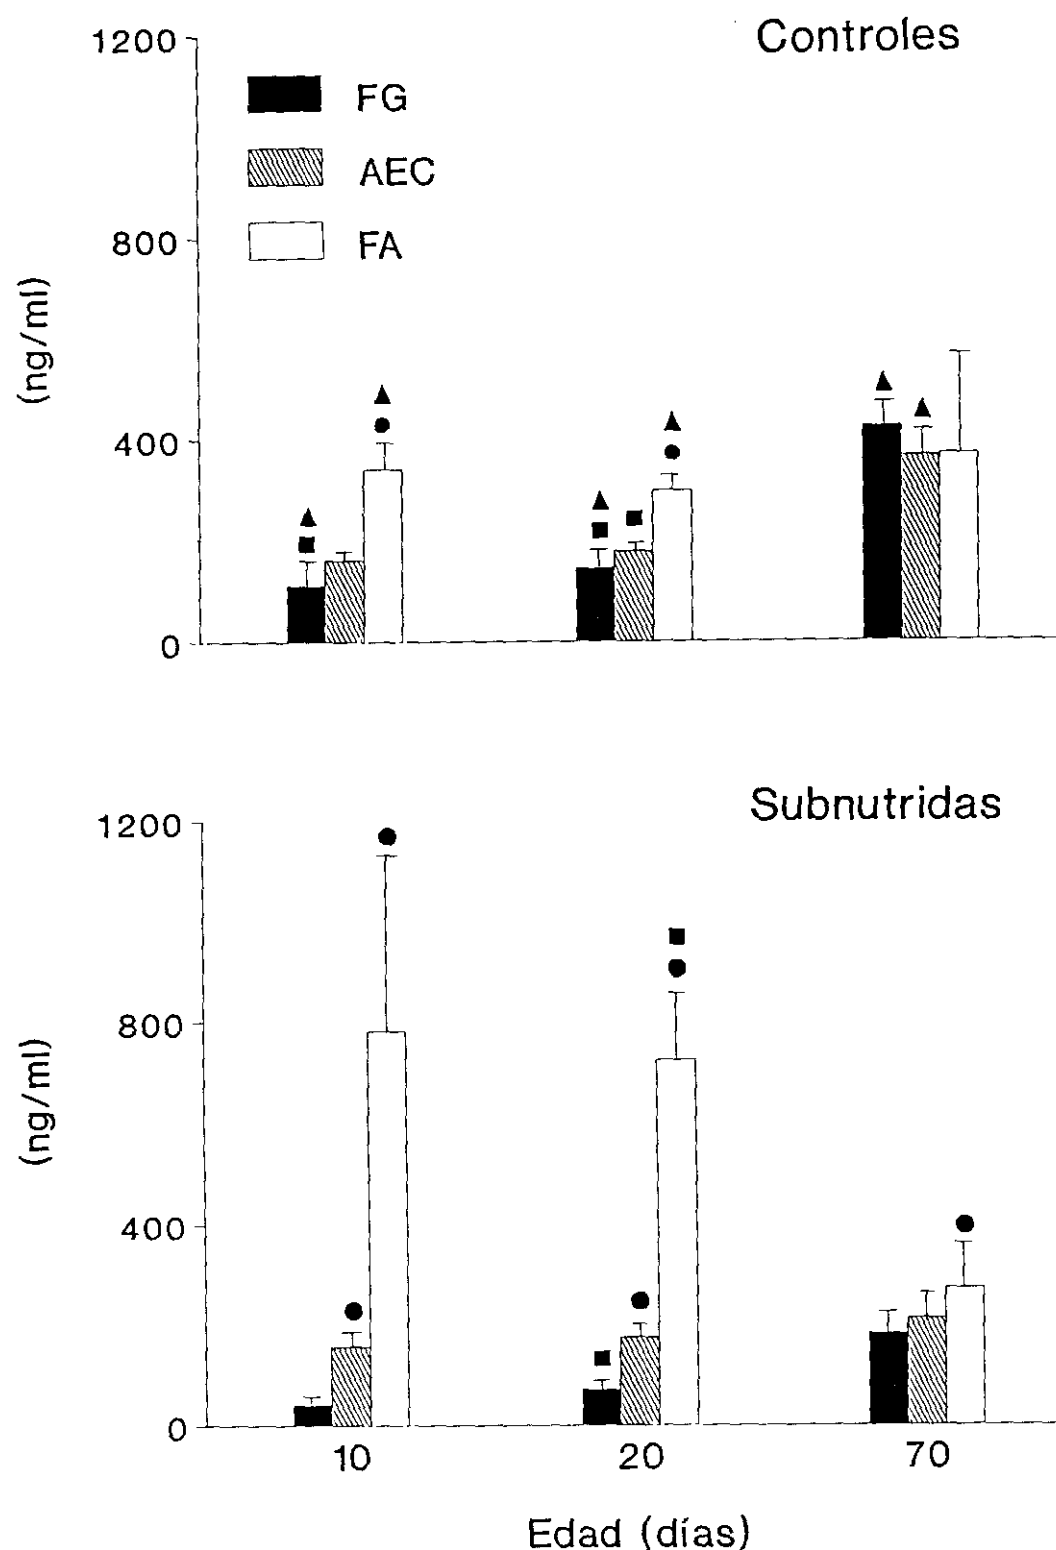 Controles
1200
800
400
0
(ng/ml)
FG
AEC
FA
Subnutridas
1200
800
400
0
(ng/ml)
10 20 70
Edad (días)